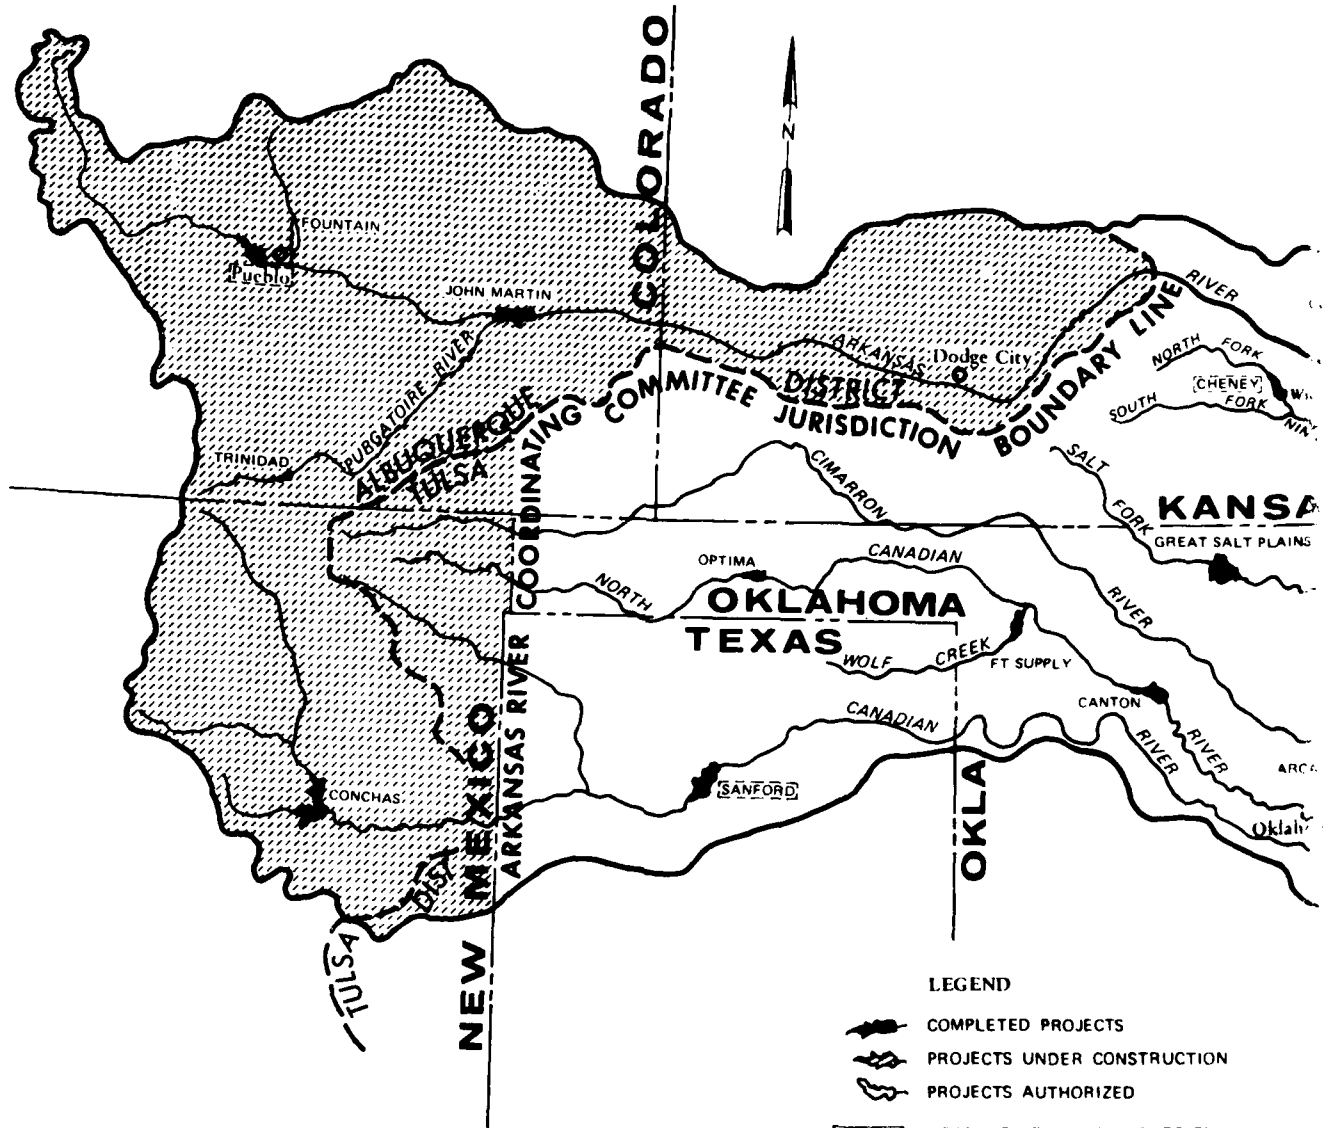 COLORADO
N
FOUNTAIN
Pueblo
JOHN MARTIN
RIVER
ARKANSAS
Dodge City
NORTH FORK
CHENEY
SOUTH FORK
PURGATOIRE RIVER
TRINIDAD
ALBUQUERQUE DISTRICT
TULSA
ARKANSAS RIVER COORDINATING COMMITTEE JURISDICTION BOUNDARY LINE
CIMARRON RIVER
SALT FORK
KANSA
GREAT SALT PLAINS
OPTIMA
NORTH CANADIAN RIVER
OKLAHOMA
TEXAS
WOLF CREEK
FT SUPPLY
CANTON
CANADIAN RIVER
CONCHAS
SANFORD
NEW MEXICO
OKLA
TULSA DIST
LEGEND
COMPLETED PROJECTS
PROJECTS UNDER CONSTRUCTION
PROJECTS AUTHORIZED